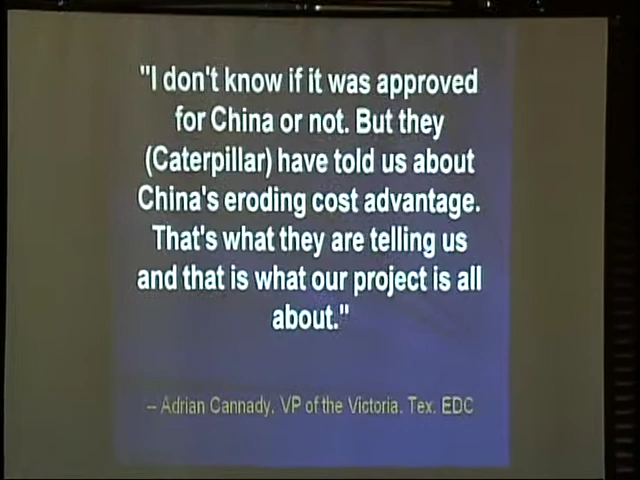 "I don't know if it was approved
for China or not. But they
(Caterpillar) have told us about
China's eroding cost advantage.
That's what they are telling us
and that is what our project is all
about."
– Adrian Cannady, VP of the Victoria, Tex. EDC